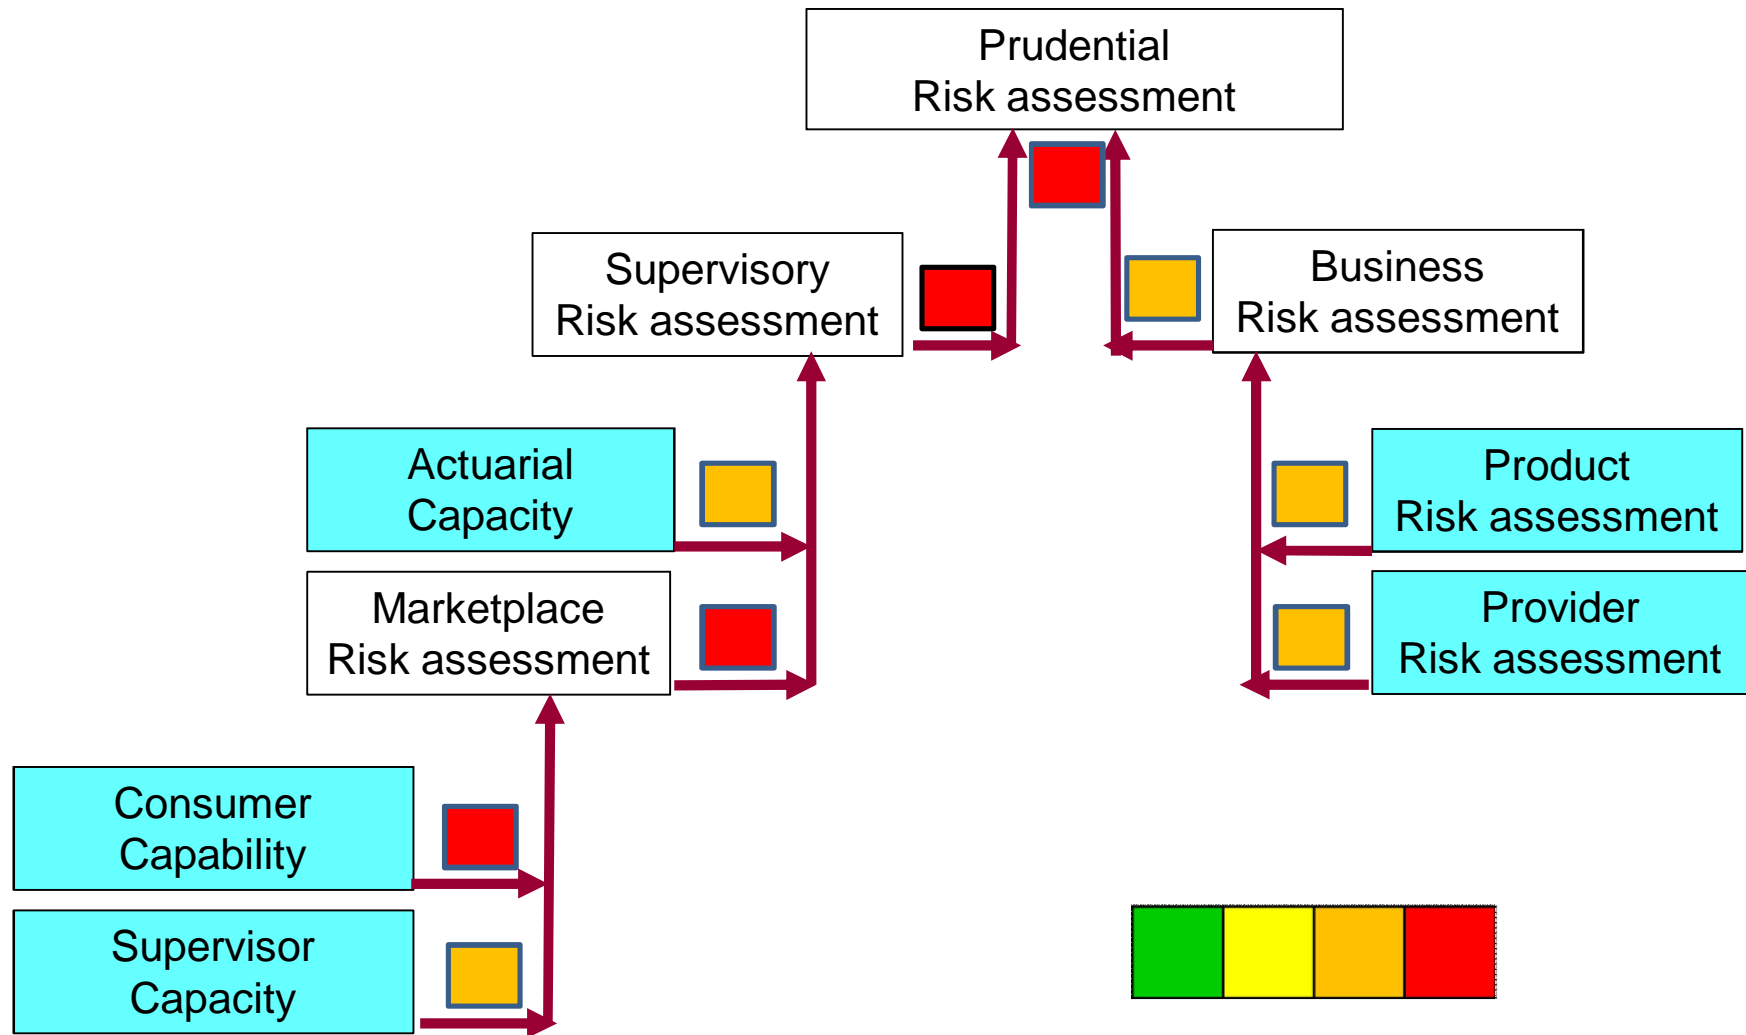 Prudential
Risk assessment
Supervisory
Risk assessment
Business
Risk assessment
Actuarial
Capacity
Product
Risk assessment
Marketplace
Risk assessment
Provider
Risk assessment
Consumer
Capability
Supervisor
Capacity